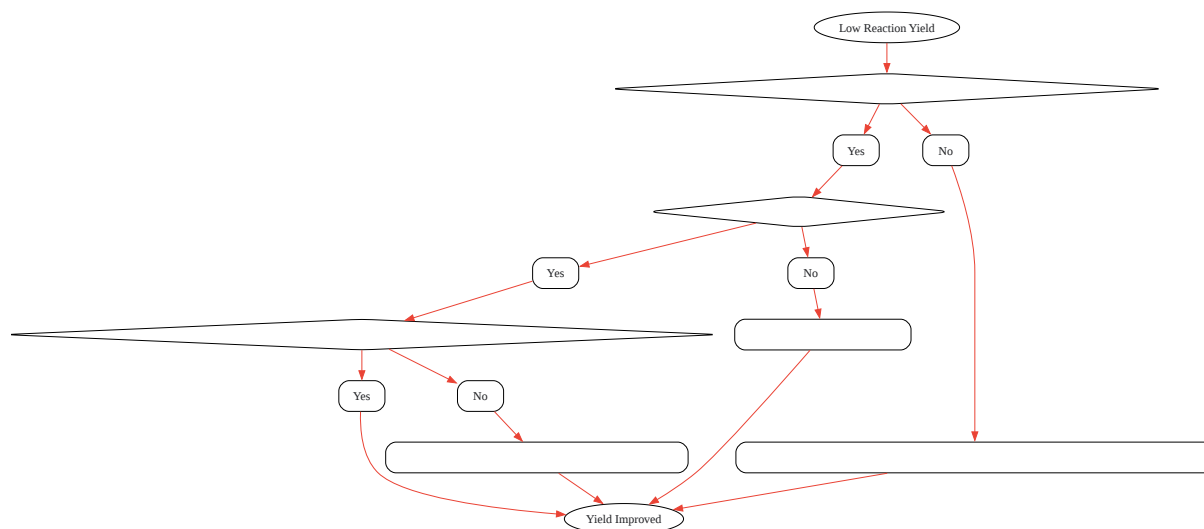 Low Reaction Yield
Yes
No
Yes
No
Yes
No
Yield Improved